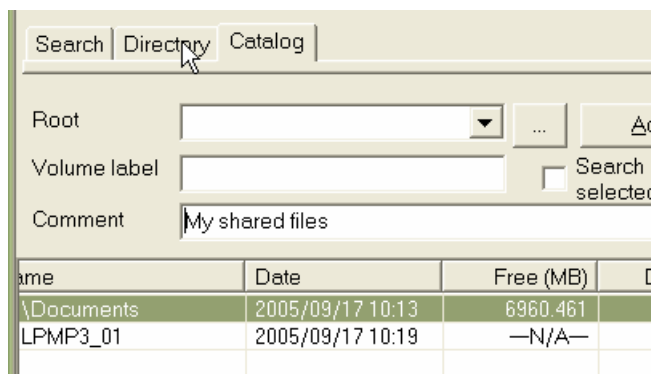 Search Directory Catalog
Root ... Ad
Volume label Search
selected
Comment My shared files
ame Date Free (MB) D
\Documents 2005/09/17 10:13 6960.461
LPMP3_01 2005/09/17 10:19 —N/A—